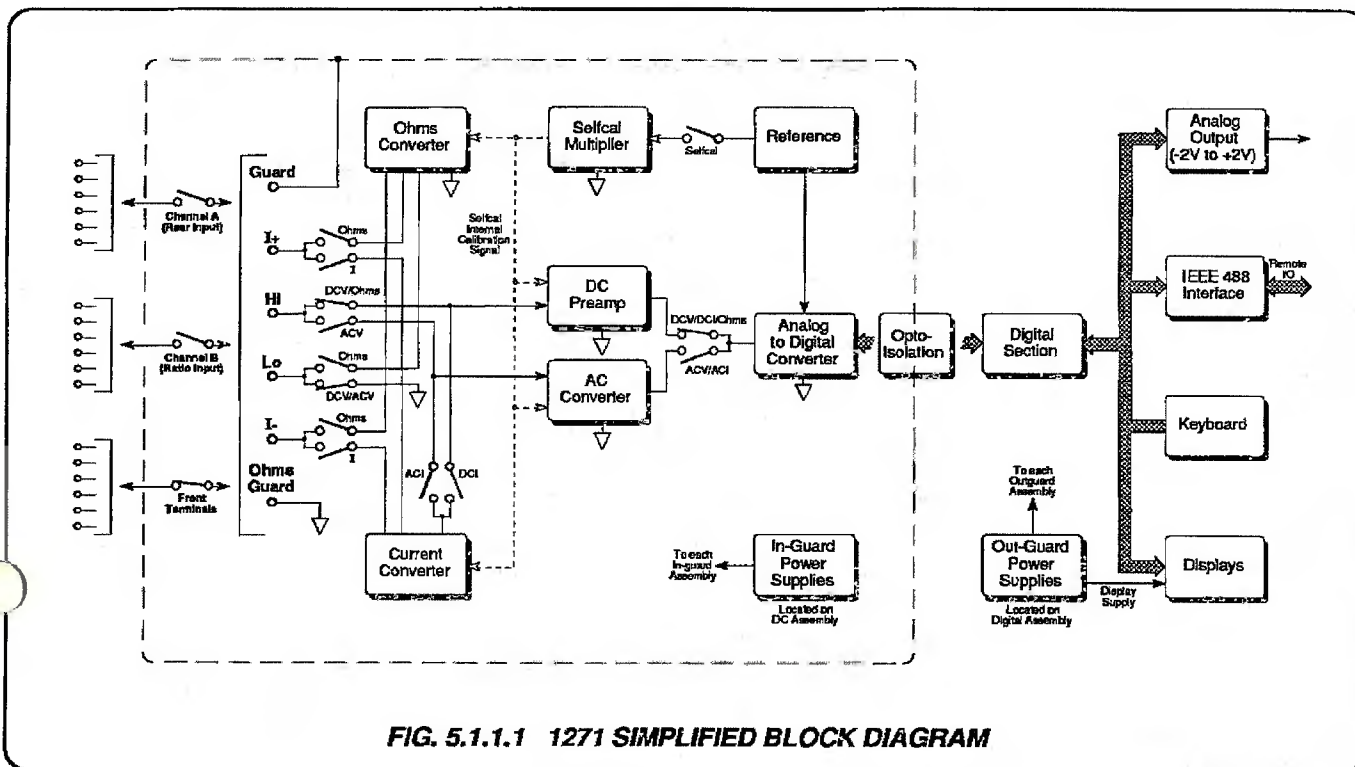 Ohms
Converter
Selfcal
Multiplier
Selfcal
Reference
Analog
Output
(-2V to +2V)
Guard
Channel A
(Rear Input)
I+
Ohms
I
Selfcal
Internal
Calibration
Signal
HI
DCV/Ohms
ACV
DC
Preamp
DCV/DCI/Ohms
ACV/ACI
Analog
to Digital
Converter
Opto-
Isolation
Digital
Section
IEEE 488
Interface
Remote
I/O
Channel B
(Ratio Input)
Lo
Ohms
DCV/ACV
AC
Converter
I-
Ohms
I
Keyboard
Front
Terminals
Ohms
Guard
ACI
DCI
To each
Outguard
Assembly
Current
Converter
To each
In-guard
Assembly
In-Guard
Power
Supplies
Located on
DC Assembly
Out-Guard
Power
Supplies
Located on
Digital Assembly
Display
Supply
Displays
FIG. 5.1.1.1 1271 SIMPLIFIED BLOCK DIAGRAM